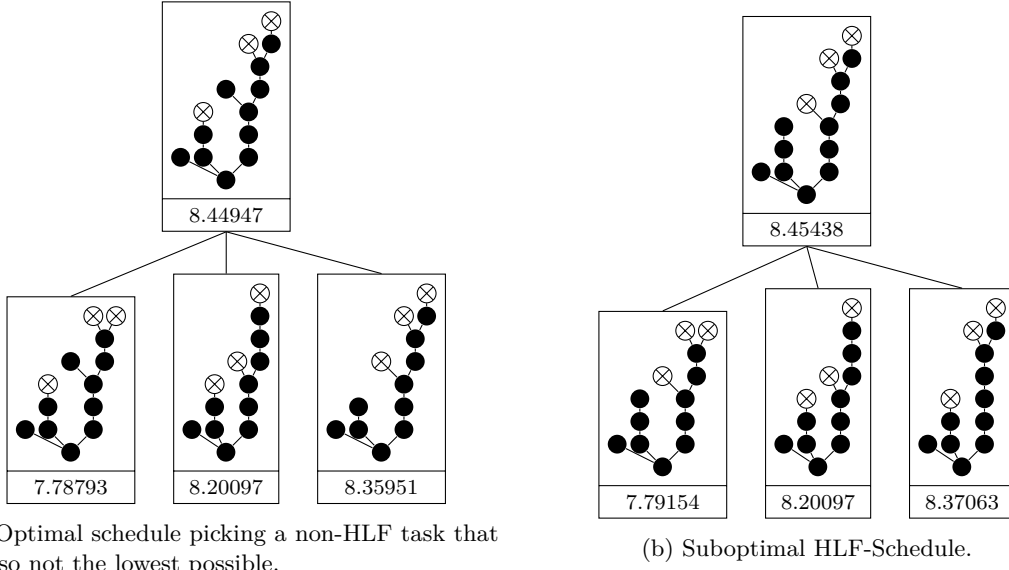 8.44947
8.45438
7.78793
8.20097
8.35951
7.79154
8.20097
8.37063
Optimal schedule picking a non-HLF task that
so not the lowest possible.
(b) Suboptimal HLF-Schedule.